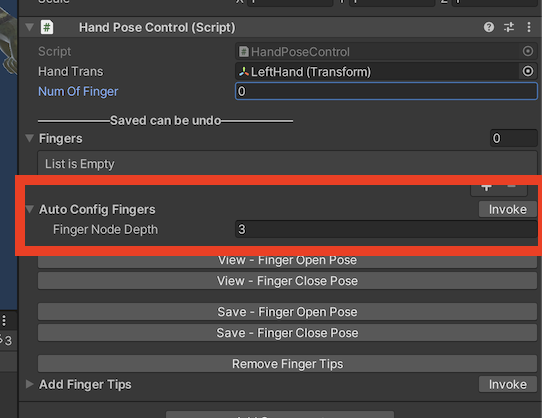 Hand Pose Control (Script)
Script HandPoseControl
Hand Trans LeftHand (Transform)
Num Of Finger 0
Saved can be undo
Fingers 0
List is Empty
Auto Config Fingers Invoke
Finger Node Depth 3
View - Finger Open Pose
View - Finger Close Pose
Save - Finger Open Pose
3
Save - Finger Close Pose
Remove Finger Tips
Add Finger Tips Invoke